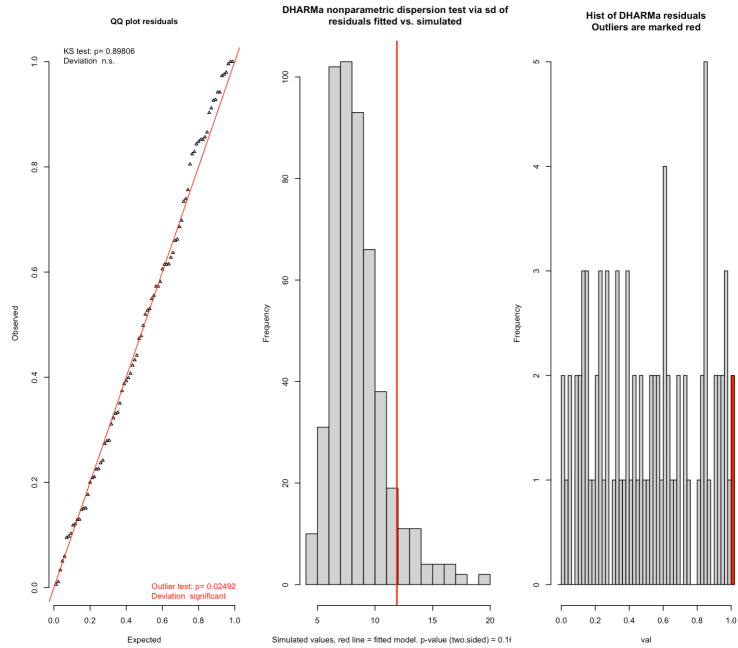 QQ plot residuals
KS test: p= 0.89806
Deviation n.s.
Outlier test: p= 0.02492
Deviation significant
Observed
0.0
0.2
0.4
0.6
0.8
1.0
0.0
0.2
0.4
0.6
0.8
1.0
Expected
DHARMa nonparametric dispersion test via sd of
residuals fitted vs. simulated
Frequency
0
20
40
60
80
100
5
10
15
20
Simulated values, red line = fitted model. p-value (two.sided) = 0.16
Hist of DHARMa residuals
Outliers are marked red
Frequency
0
1
2
3
4
5
0.0
0.2
0.4
0.6
0.8
1.0
val